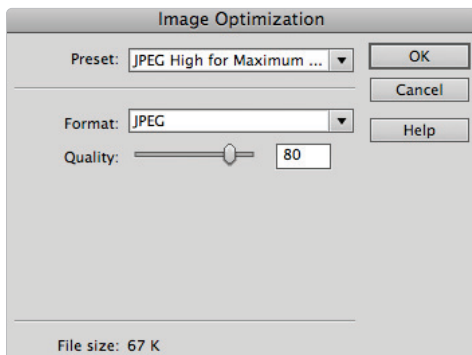 Image Optimization
Preset: JPEG High for Maximum ...
OK
Cancel
Format: JPEG
Help
Quality: 80
File size: 67 K